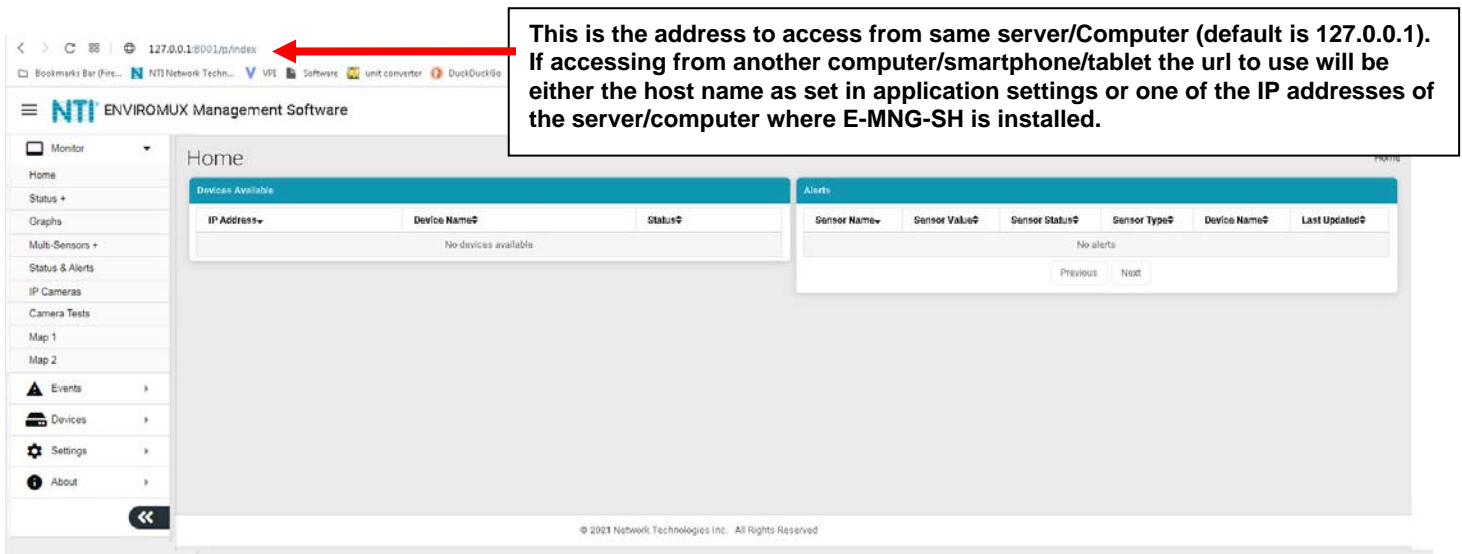 This is the address to access from same server/Computer (default is 127.0.0.1).
If accessing from another computer/smartphone/tablet the url to use will be
either the host name as set in application settings or one of the IP addresses of
the server/computer where E-MNG-SH is installed.
127.0.0.1:8001/p/index
Bookmarks Bar (Fire... NTI Network Techn... VPI Software unit converter DuckDuckGo
NTI ENVIROMUX Management Software
Monitor
Home
Status +
Graphs
Multi-Sensors +
Status & Alerts
IP Cameras
Camera Tests
Map 1
Map 2
Events
Devices
Settings
About
Home
Home
Devices Available
IP Address Device Name Status
No devices available
Alerts
Sensor Name Sensor Value Sensor Status Sensor Type Device Name Last Updated
No alerts
Previous Next
© 2021 Network Technologies Inc. All Rights Reserved